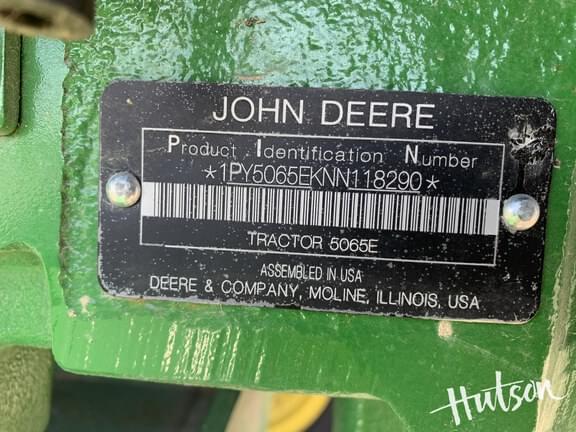 JOHN DEERE
Product Identification Number
*1PY5065EKNN118290*
TRACTOR 5065E
ASSEMBLED IN USA
DEERE & COMPANY, MOLINE, ILLINOIS, USA
Hutson